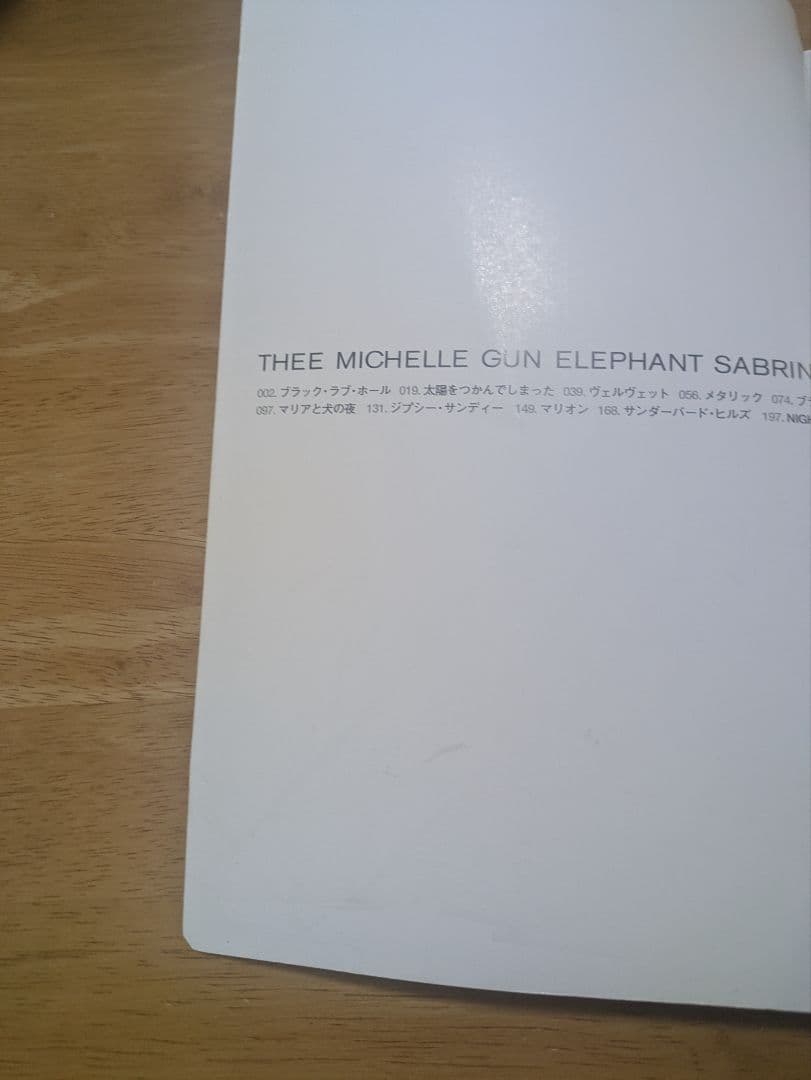 THEE MICHELLE GUN ELEPHANT SABRIN
002. ブラック・ラブ・ホール 019. 太陽をつかんでしまった 039. ヴェルヴェット 056. メタリック 074. ブ
097. マリアと犬の夜 131. ジプシー・サンディー 149. マリオン 168. サンダーバード・ヒルズ 197. NIGH